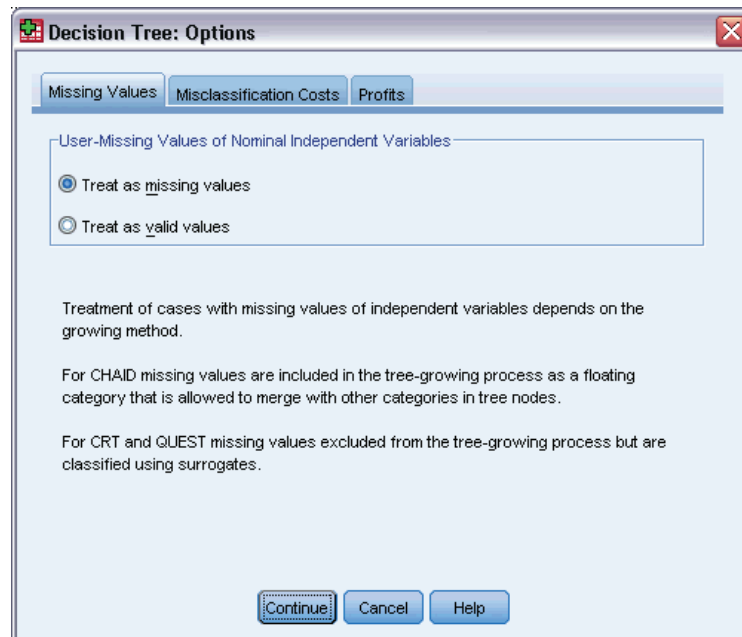 Decision Tree: Options
Missing Values Misclassification Costs Profits
User-Missing Values of Nominal Independent Variables
Treat as missing values
Treat as valid values
Treatment of cases with missing values of independent variables depends on the
growing method.
For CHAID missing values are included in the tree-growing process as a floating
category that is allowed to merge with other categories in tree nodes.
For CRT and QUEST missing values excluded from the tree-growing process but are
classified using surrogates.
Continue Cancel Help